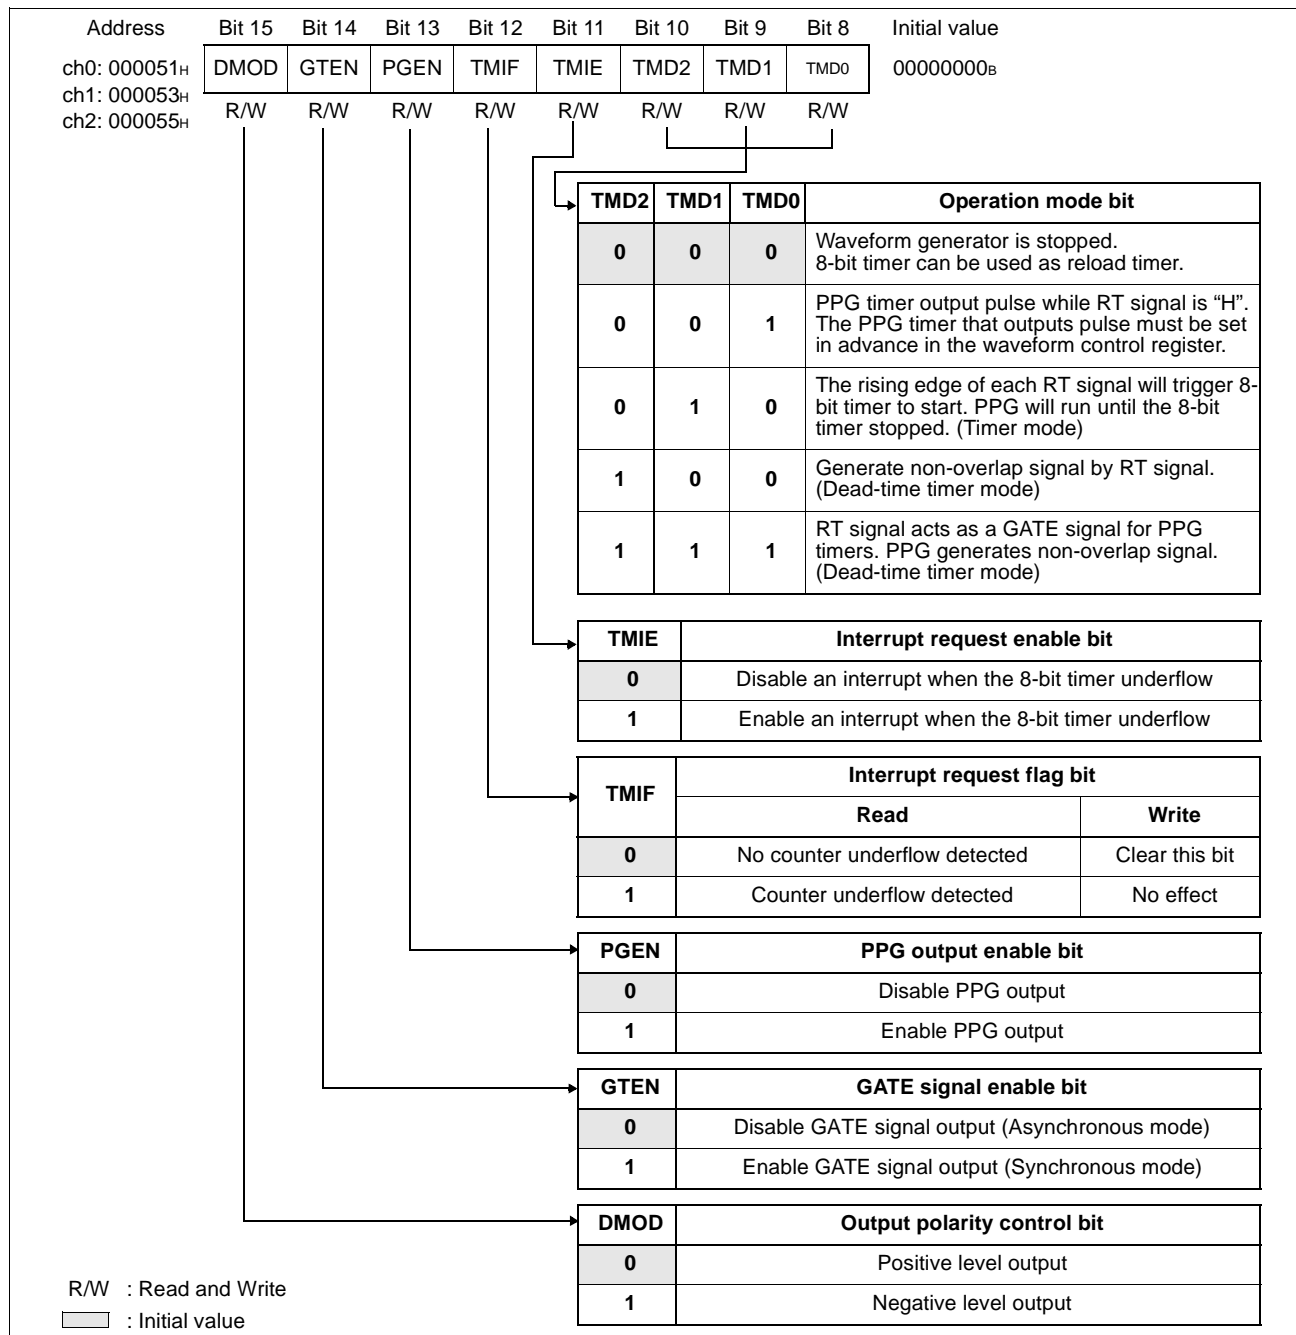 Address Bit 15 Bit 14 Bit 13 Bit 12 Bit 11 Bit 10 Bit 9 Bit 8 Initial value
ch0: 000051H DMOD GTEN PGEN TMIF TMIE TMD2 TMD1 TMD0 00000000B
ch1: 000053H
ch2: 000055H R/W R/W R/W R/W R/W R/W R/W R/W
TMD2 TMD1 TMD0 Operation mode bit
0 0 0 Waveform generator is stopped.
8-bit timer can be used as reload timer.
0 0 1 PPG timer output pulse while RT signal is “H”.
The PPG timer that outputs pulse must be set
in advance in the waveform control register.
0 1 0 The rising edge of each RT signal will trigger 8-
bit timer to start. PPG will run until the 8-bit
timer stopped. (Timer mode)
1 0 0 Generate non-overlap signal by RT signal.
(Dead-time timer mode)
1 1 1 RT signal acts as a GATE signal for PPG
timers. PPG generates non-overlap signal.
(Dead-time timer mode)
TMIE Interrupt request enable bit
0 Disable an interrupt when the 8-bit timer underflow
1 Enable an interrupt when the 8-bit timer underflow
TMIF Interrupt request flag bit
Read Write
0 No counter underflow detected Clear this bit
1 Counter underflow detected No effect
PGEN PPG output enable bit
0 Disable PPG output
1 Enable PPG output
GTEN GATE signal enable bit
0 Disable GATE signal output (Asynchronous mode)
1 Enable GATE signal output (Synchronous mode)
DMOD Output polarity control bit
0 Positive level output
1 Negative level output
R/W : Read and Write
: Initial value